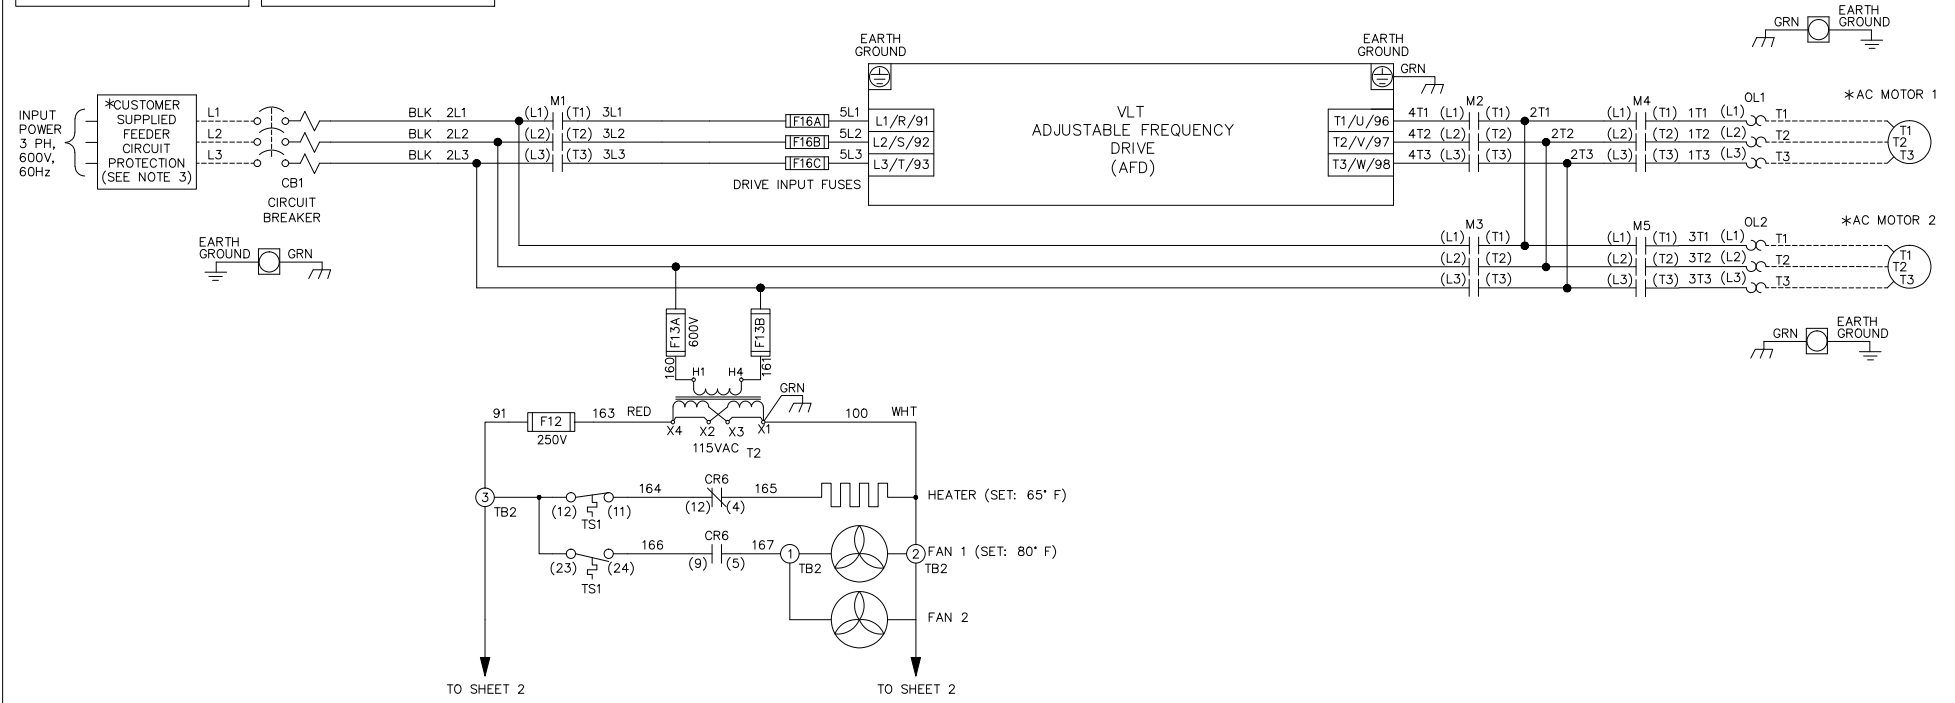 INPUT
POWER
3 PH,
600V,
60Hz
*CUSTOMER
SUPPLIED
FEEDER
CIRCUIT
PROTECTION
(SEE NOTE 3)
L1
L2
L3
CB1
CIRCUIT
BREAKER
EARTH
GROUND
GRN
BLK 2L1
BLK 2L2
BLK 2L3
M1
(L1) (T1) 3L1
(L2) (T2) 3L2
(L3) (T3) 3L3
F16A 5L1
F16B 5L2
F16C 5L3
DRIVE INPUT FUSES
EARTH
GROUND
L1/R/91
L2/S/92
L3/T/93
VLT
ADJUSTABLE FREQUENCY
DRIVE
(AFD)
EARTH
GROUND
GRN
T1/U/96
T2/V/97
T3/W/98
M2
4T1 (L1) (T1) 2T1
4T2 (L2) (T2) 2T2
4T3 (L3) (T3) 2T3
M4
(L1) (T1) 1T1 (L1)
(L2) (T2) 1T2 (L2)
(L3) (T3) 1T3 (L3)
OL1
T1
T2
T3
*AC MOTOR 1
T1
T2
T3
GRN
EARTH
GROUND
M3
(L1) (T1)
(L2) (T2)
(L3) (T3)
M5
(L1) (T1) 3T1 (L1)
(L2) (T2) 3T2 (L2)
(L3) (T3) 3T3 (L3)
OL2
T1
T2
T3
*AC MOTOR 2
T1
T2
T3
GRN
EARTH
GROUND
F13A
600V
F13B
160
161
H1 H4
GRN
91
F12
250V
163 RED
X4 X2 X3 X1
115VAC T2
100 WHT
3
TB2
(12) (11)
TS1
164
CR6
(12) (4)
165
HEATER (SET: 65° F)
(23) (24)
TS1
166
CR6
(9) (5)
167
1
TB2
2
TB2
FAN 1 (SET: 80° F)
FAN 2
TO SHEET 2
TO SHEET 2